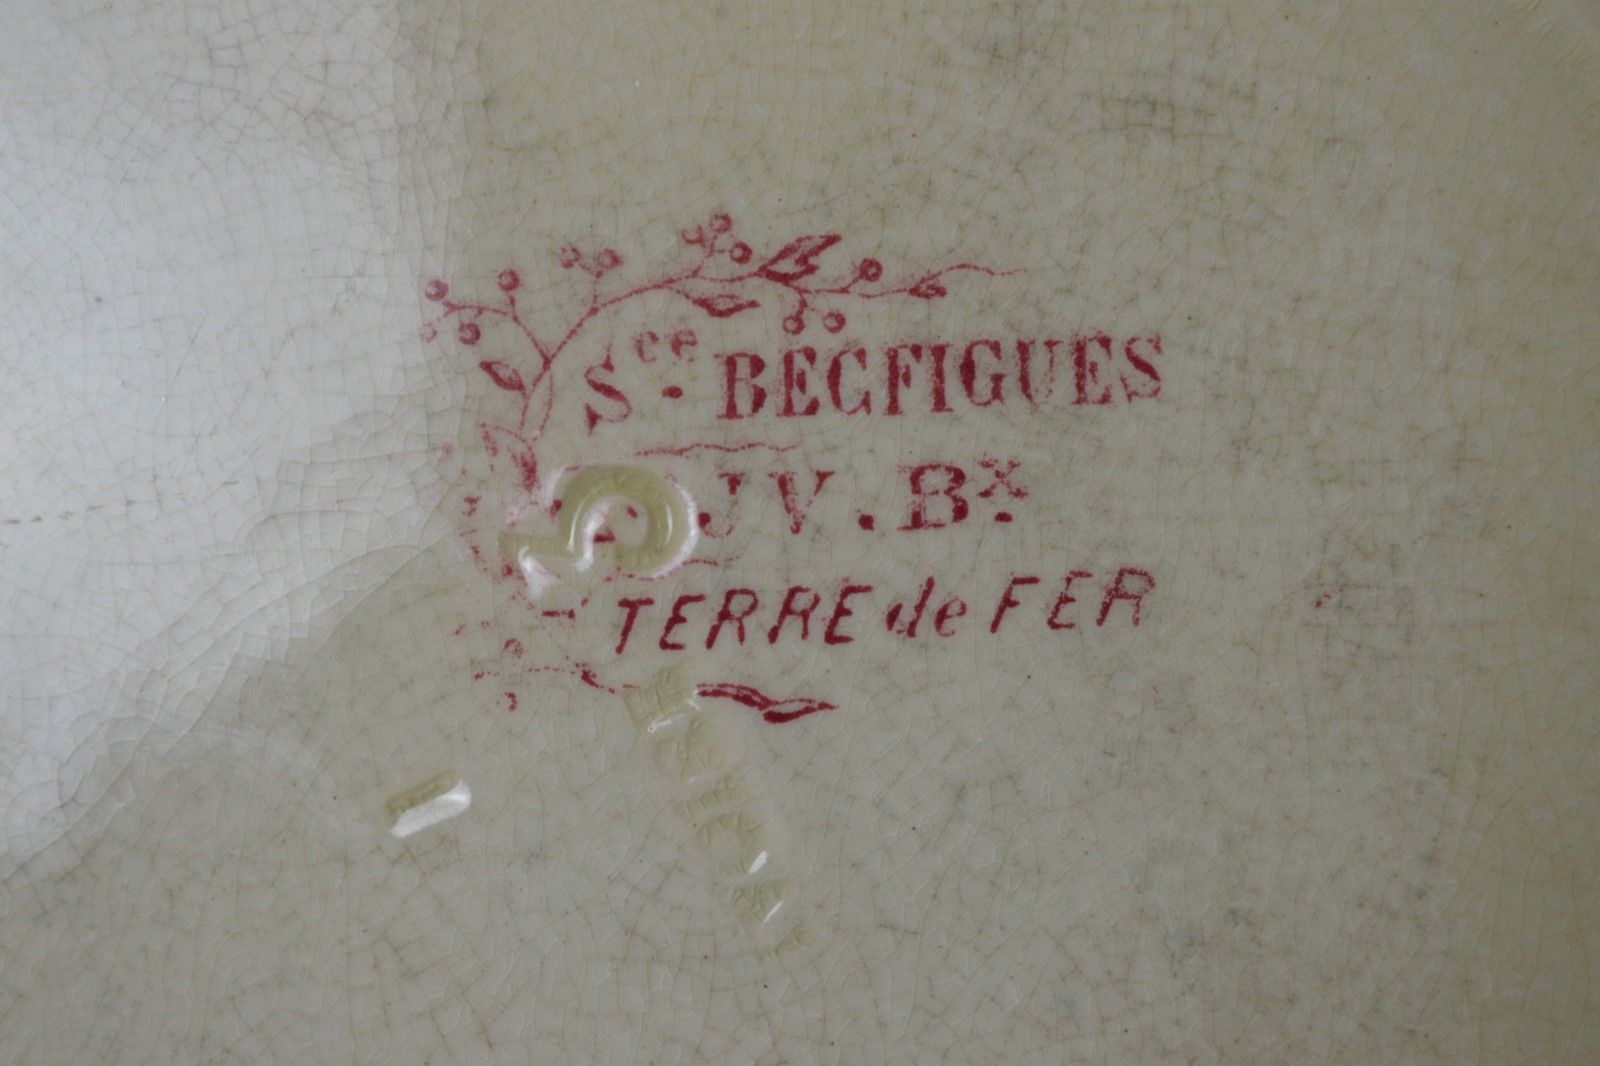 Sce. BECFIGUES
JV. Bx.
TERRE de FER